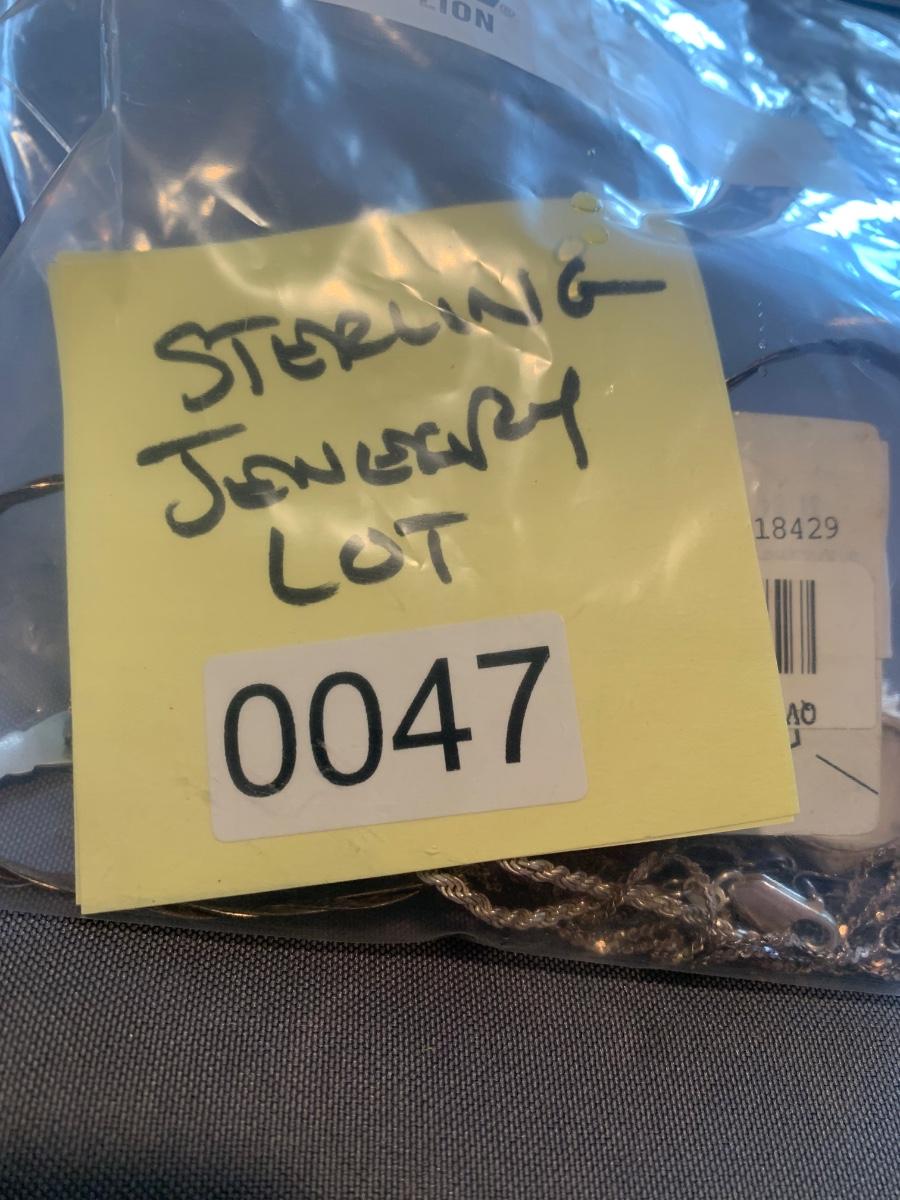 STERLING
JEWELRY
LOT
0047
18429